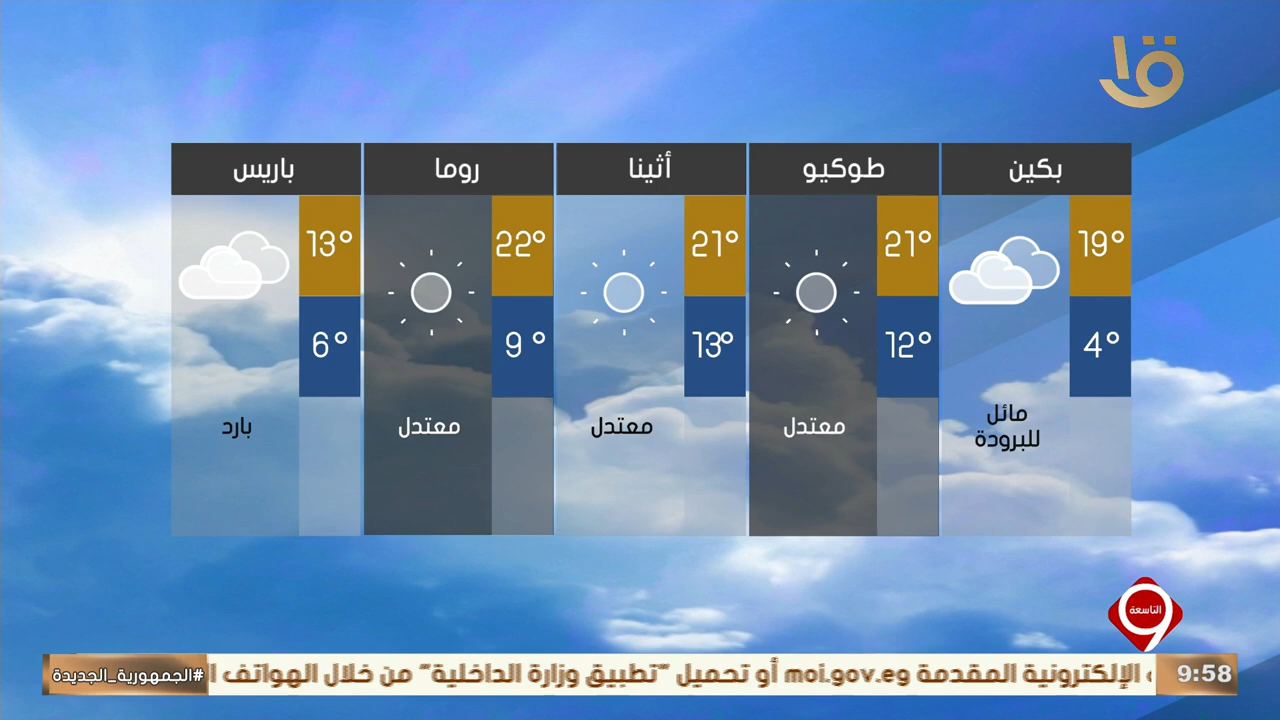 بكين
19°
4°
مائل
للبرودة
طوكيو
21°
12°
معتدل
أثينا
21°
13°
معتدل
روما
22°
9°
معتدل
باريس
13°
6°
بارد
التاسعة
9
9:58
الإلكترونية المقدمة moi.gov.eg أو تحميل "تطبيق وزارة الداخلية" من خلال الهواتف
#الجمهورية_الجديدة